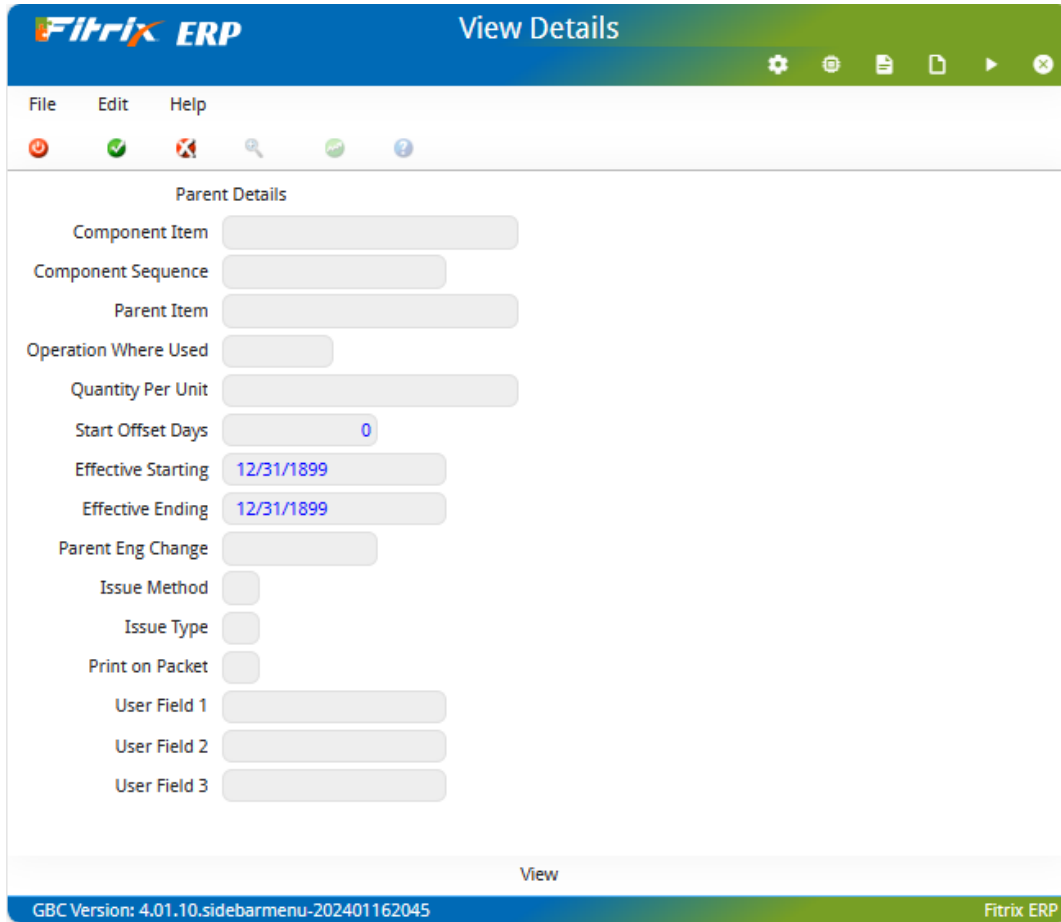 Fitrix ERP
View Details
File Edit Help
Parent Details
Component Item
Component Sequence
Parent Item
Operation Where Used
Quantity Per Unit
Start Offset Days 0
Effective Starting 12/31/1899
Effective Ending 12/31/1899
Parent Eng Change
Issue Method
Issue Type
Print on Packet
User Field 1
User Field 2
User Field 3
View
GBC Version: 4.01.10.sidebarmenu-202401162045 Fitrix ERP